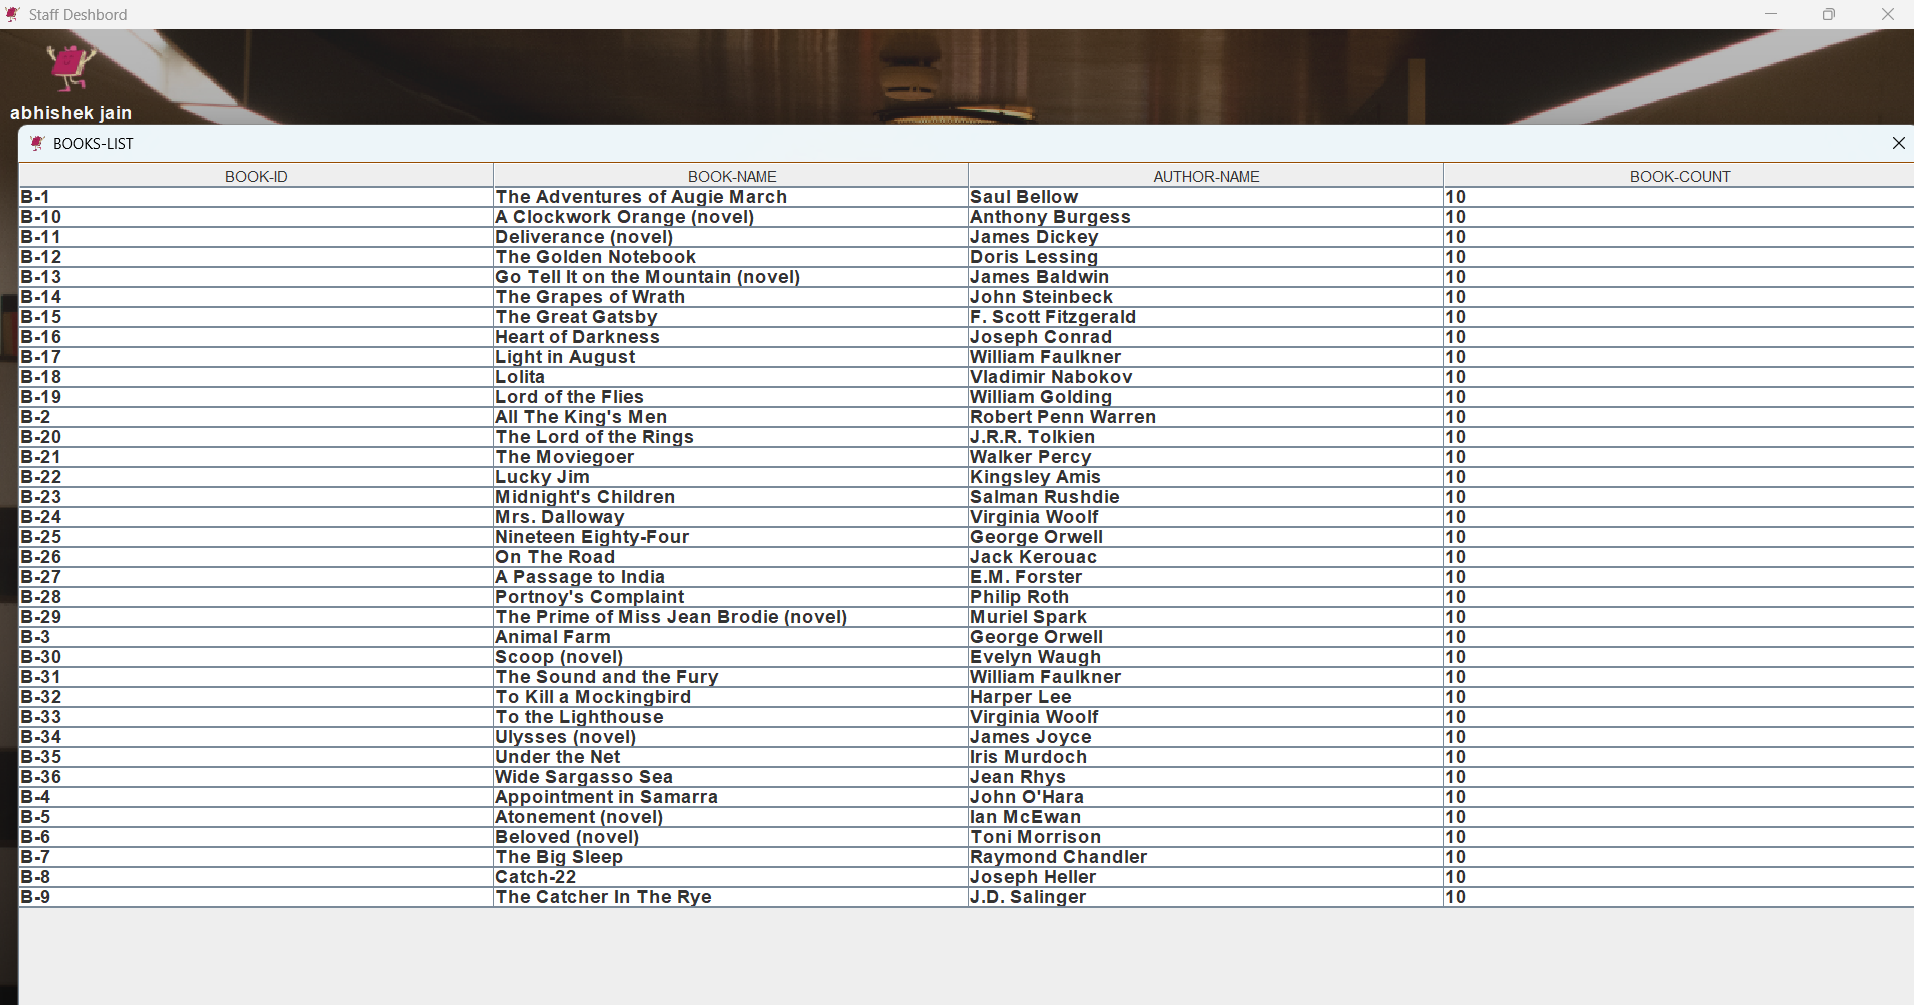 Staff Deshbord
abhishek jain
BOOKS-LIST
BOOK-ID BOOK-NAME AUTHOR-NAME BOOK-COUNT
B-1 The Adventures of Augie March Saul Bellow 10
B-10 A Clockwork Orange (novel) Anthony Burgess 10
B-11 Deliverance (novel) James Dickey 10
B-12 The Golden Notebook Doris Lessing 10
B-13 Go Tell It on the Mountain (novel) James Baldwin 10
B-14 The Grapes of Wrath John Steinbeck 10
B-15 The Great Gatsby F. Scott Fitzgerald 10
B-16 Heart of Darkness Joseph Conrad 10
B-17 Light in August William Faulkner 10
B-18 Lolita Vladimir Nabokov 10
B-19 Lord of the Flies William Golding 10
B-2 All The King's Men Robert Penn Warren 10
B-20 The Lord of the Rings J.R.R. Tolkien 10
B-21 The Moviegoer Walker Percy 10
B-22 Lucky Jim Kingsley Amis 10
B-23 Midnight's Children Salman Rushdie 10
B-24 Mrs. Dalloway Virginia Woolf 10
B-25 Nineteen Eighty-Four George Orwell 10
B-26 On The Road Jack Kerouac 10
B-27 A Passage to India E.M. Forster 10
B-28 Portnoy's Complaint Philip Roth 10
B-29 The Prime of Miss Jean Brodie (novel) Muriel Spark 10
B-3 Animal Farm George Orwell 10
B-30 Scoop (novel) Evelyn Waugh 10
B-31 The Sound and the Fury William Faulkner 10
B-32 To Kill a Mockingbird Harper Lee 10
B-33 To the Lighthouse Virginia Woolf 10
B-34 Ulysses (novel) James Joyce 10
B-35 Under the Net Iris Murdoch 10
B-36 Wide Sargasso Sea Jean Rhys 10
B-4 Appointment in Samarra John O'Hara 10
B-5 Atonement (novel) Ian McEwan 10
B-6 Beloved (novel) Toni Morrison 10
B-7 The Big Sleep Raymond Chandler 10
B-8 Catch-22 Joseph Heller 10
B-9 The Catcher In The Rye J.D. Salinger 10